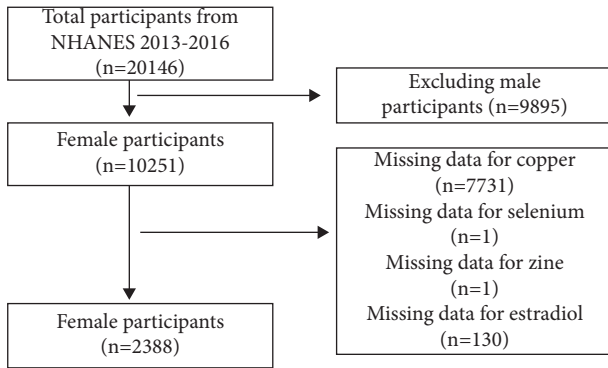 Total participants from
NHANES 2013-2016
(n=20146)
Excluding male
participants (n=9895)
Female participants
(n=10251)
Missing data for copper
(n=7731)
Missing data for selenium
(n=1)
Missing data for zine
(n=1)
Missing data for estradiol
(n=130)
Female participants
(n=2388)